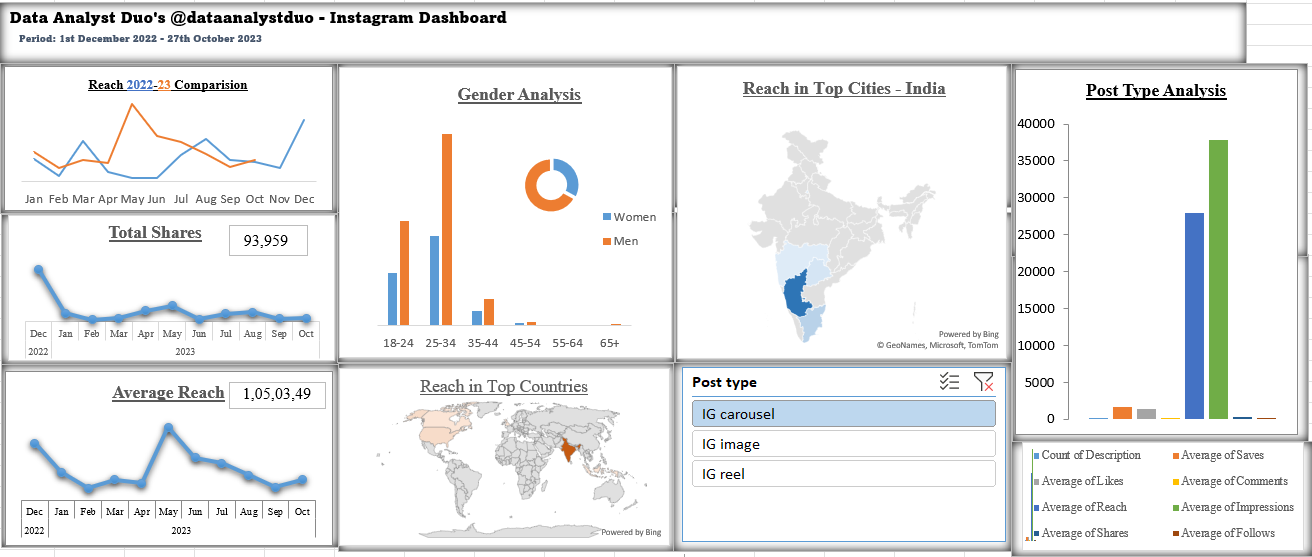 Data Analyst Duo's @dataanalystduo - Instagram Dashboard
Period: 1st December 2022 - 27th October 2023
Reach 2022-23 Comparision
Jan Feb Mar Apr May Jun Jul Aug Sep Oct Nov Dec
Total Shares
93,959
Dec Jan Feb Mar Apr May Jun Jul Aug Sep Oct
2022 2023
Average Reach
1,05,03,49
Dec Jan Feb Mar Apr May Jun Jul Aug Sep Oct
2022 2023
Gender Analysis
Women
Men
18-24 25-34 35-44 45-54 55-64 65+
Reach in Top Countries
Powered by Bing
Reach in Top Cities - India
Powered by Bing
© GeoNames, Microsoft, TomTom
Post type
IG carousel
IG image
IG reel
Post Type Analysis
40000
35000
30000
25000
20000
15000
10000
5000
0
Count of Description Average of Saves
Average of Likes Average of Comments
Average of Reach Average of Impressions
Average of Shares Average of Follows